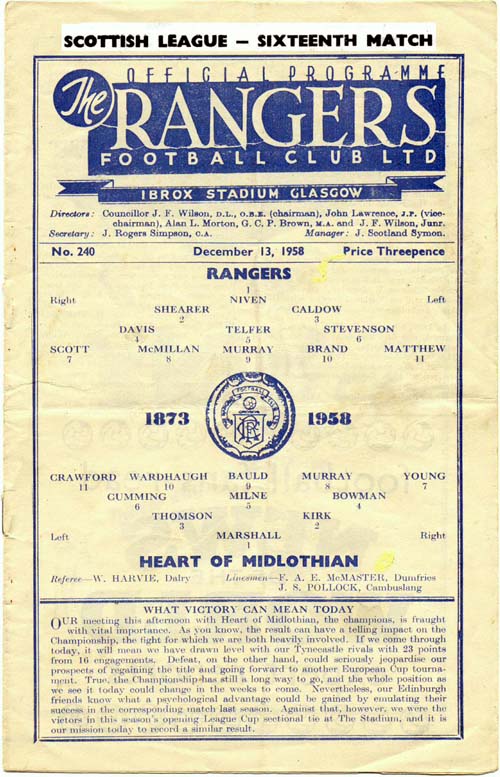 SCOTTISH LEAGUE – SIXTEENTH MATCH
OFFICIAL PROGRAMME
The RANGERS
FOOTBALL CLUB LTD
IBROX STADIUM GLASGOW
Directors: Councillor J. F. Wilson, D.L., O.B.E. (chairman), John Lawrence, J.P. (vice-
chairman), Alan L. Morton, G. C. P. Brown, M.A. and J. F. Wilson, Junr.
Secretary: J. Rogers Simpson, C.A. Manager: J. Scotland Symon.
No. 240 December 13, 1958 Price Threepence
RANGERS
1
Right NIVEN Left
SHEARER CALDOW
2 3
DAVIS TELFER STEVENSON
4 5 6
SCOTT McMILLAN MURRAY BRAND MATTHEW
7 8 9 10 11
1873 1958
CRAWFORD WARDHAUGH BAULD MURRAY YOUNG
11 10 9 8 7
CUMMING MILNE BOWMAN
6 5 4
THOMSON KIRK
3 2
Left MARSHALL Right
1
HEART OF MIDLOTHIAN
Referee—W. HARVIE, Dalry Linesmen—F. A. E. McMASTER, Dumfries
J. S. POLLOCK, Cambuslang
WHAT VICTORY CAN MEAN TODAY
OUR meeting this afternoon with Heart of Midlothian, the champions, is fraught
with vital importance. As you know, the result can have a telling impact on the
Championship, the fight for which we are both heavily involved. If we come through
today, it will mean we have drawn level with our Tynecastle rivals with 23 points
from 16 engagements. Defeat, on the other hand, could seriously jeopardise our
prospects of regaining the title and going forward to another European Cup tourna-
ment. True, the Championship has still a long way to go, and the whole position as
we see it today could change in the weeks to come. Nevertheless, our Edinburgh
friends know what a psychological advantage could be gained by emulating their
success in the corresponding match last season. Against that, however, we were the
victors in this season's opening League Cup sectional tie at The Stadium, and it is
our mission today to record a similar result.